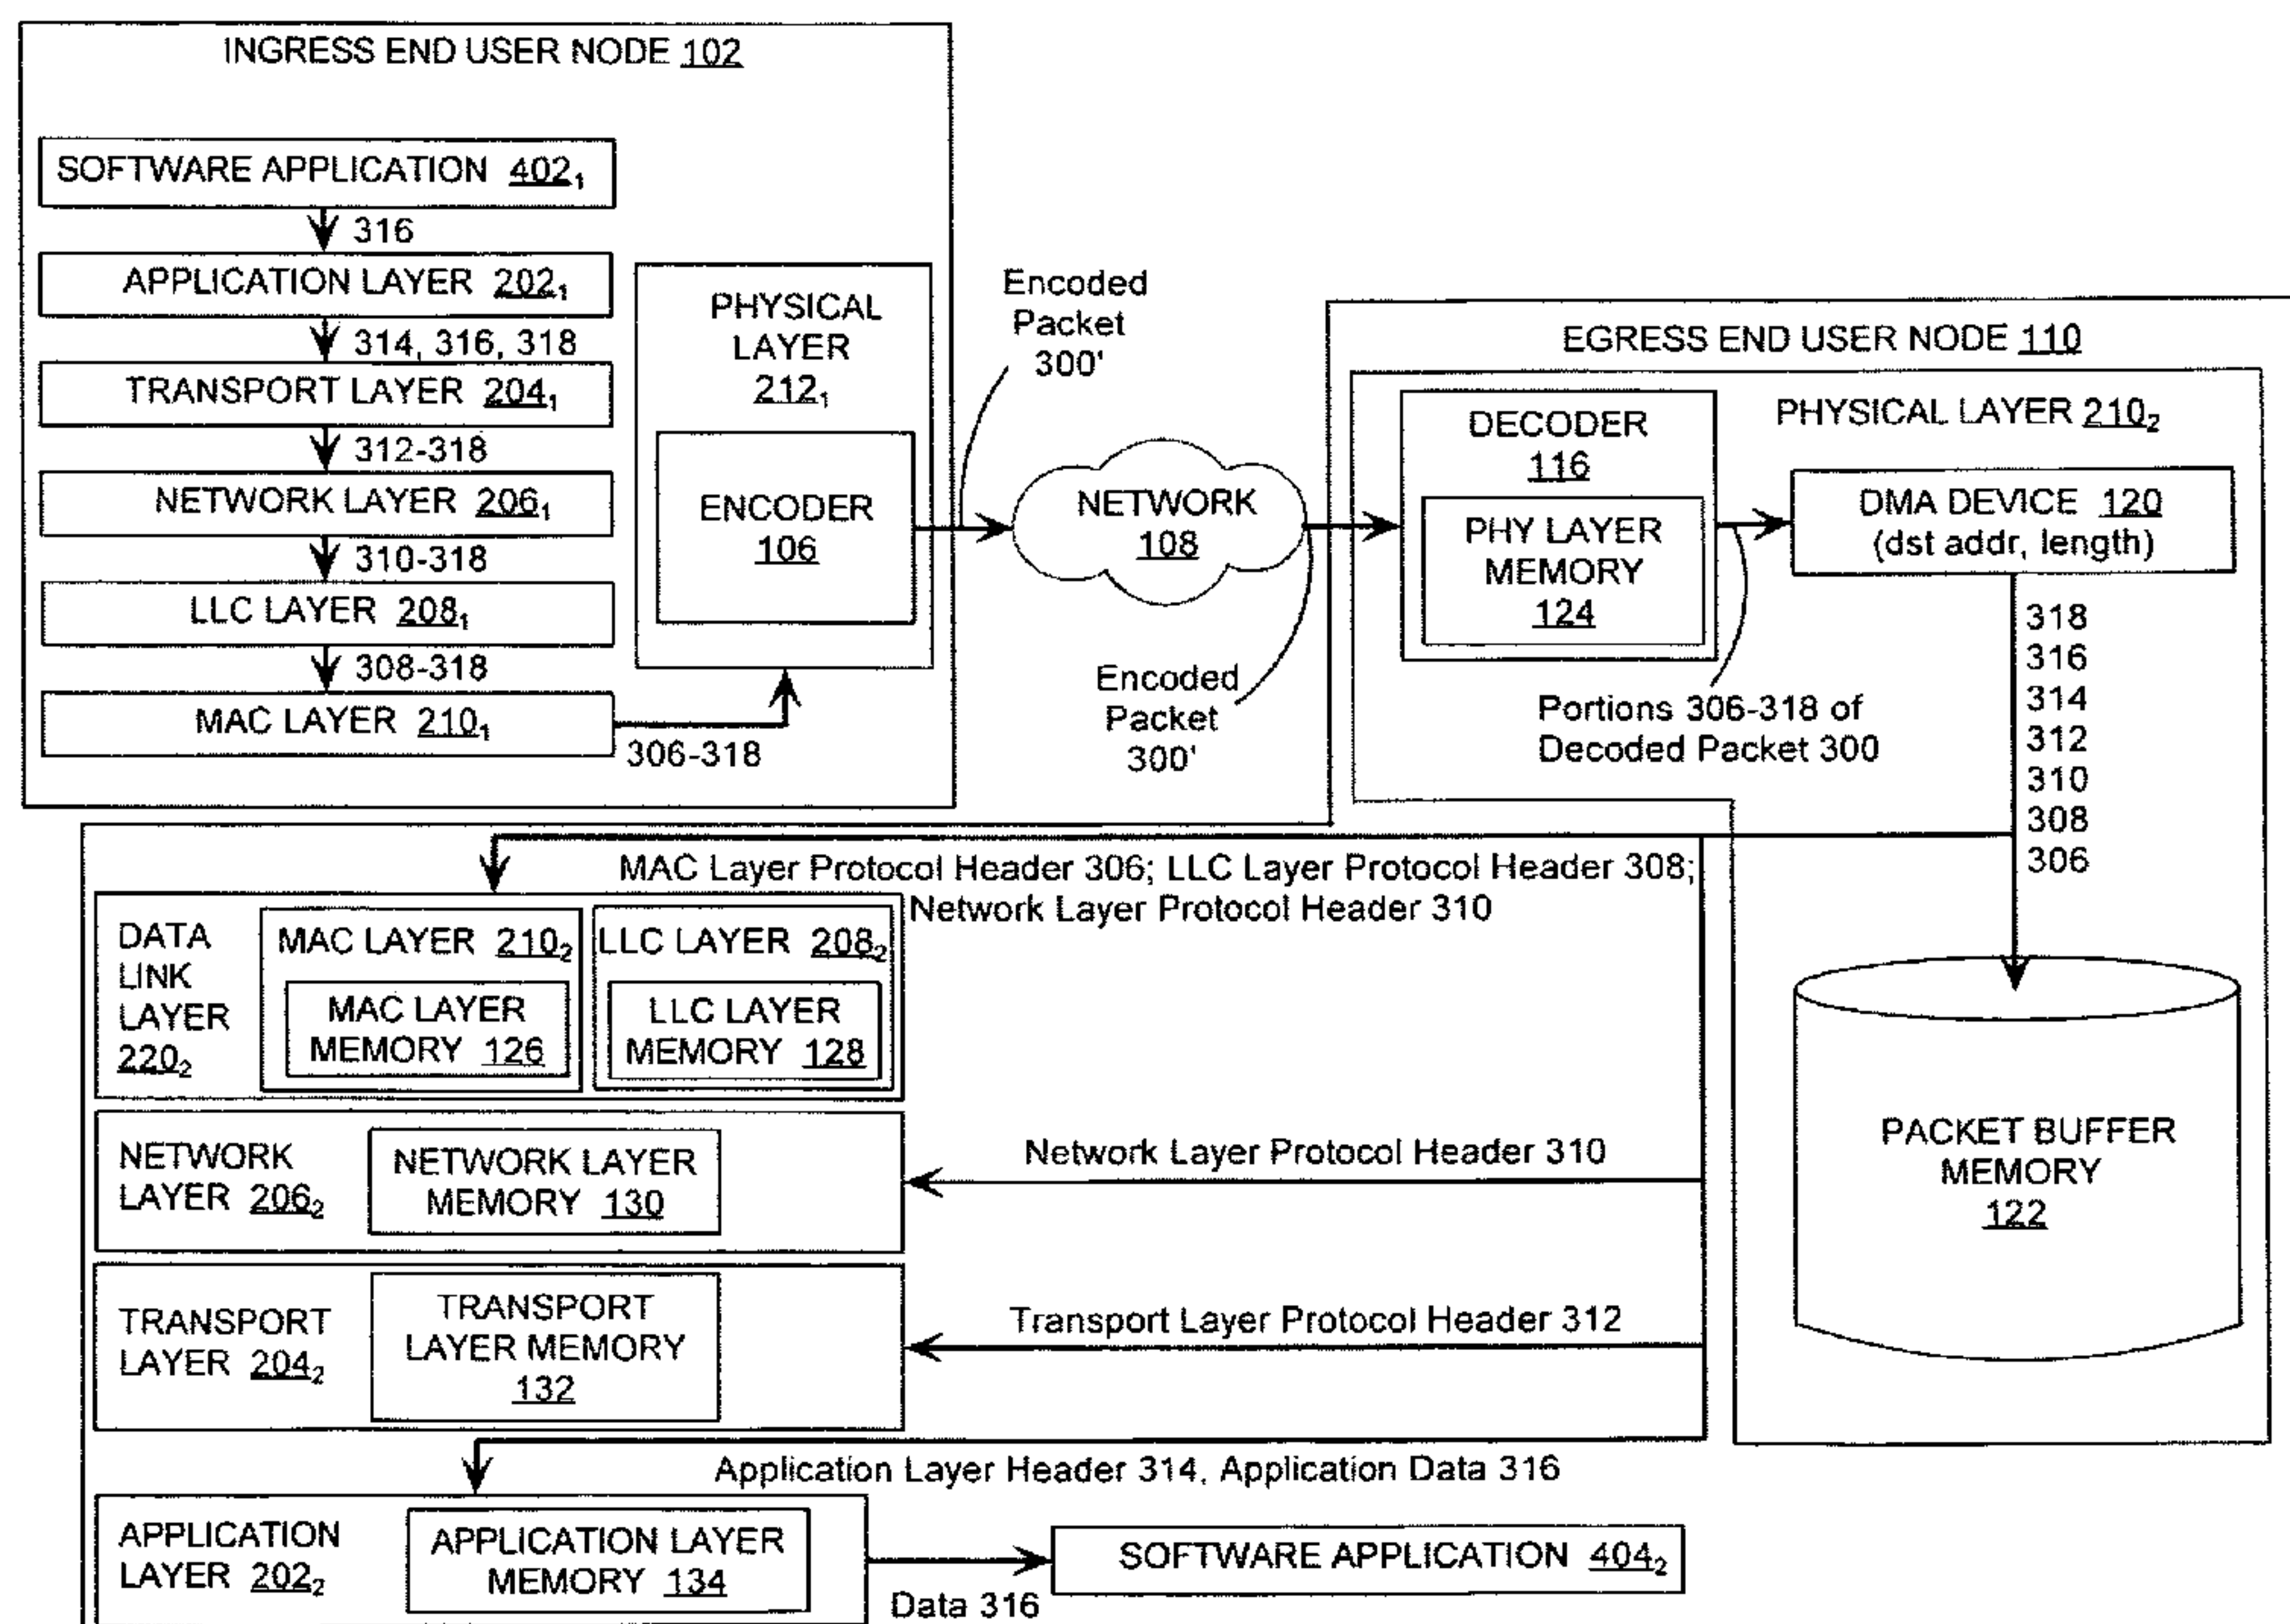 INGRESS END USER NODE 102
SOFTWARE APPLICATION 402₁
316
APPLICATION LAYER 202₁
314, 316, 318
TRANSPORT LAYER 204₁
312-318
NETWORK LAYER 206₁
310-318
LLC LAYER 208₁
308-318
MAC LAYER 210₁
306-318
PHYSICAL
LAYER
212₁
ENCODER
106
Encoded
Packet
300'
NETWORK
108
Encoded
Packet
300'
EGRESS END USER NODE 110
PHYSICAL LAYER 210₂
DECODER
116
PHY LAYER
MEMORY
124
DMA DEVICE 120
(dst addr, length)
Portions 306-318 of
Decoded Packet 300
318
316
314
312
310
308
306
PACKET BUFFER
MEMORY
122
MAC Layer Protocol Header 306; LLC Layer Protocol Header 308;
Network Layer Protocol Header 310
DATA
LINK
LAYER
220₂
MAC LAYER 210₂
MAC LAYER
MEMORY 126
LLC LAYER 208₂
LLC LAYER
MEMORY 128
NETWORK
LAYER 206₂
NETWORK LAYER
MEMORY 130
Network Layer Protocol Header 310
TRANSPORT
LAYER 204₂
TRANSPORT
LAYER MEMORY
132
Transport Layer Protocol Header 312
Application Layer Header 314, Application Data 316
APPLICATION
LAYER 202₂
APPLICATION LAYER
MEMORY 134
Data 316
SOFTWARE APPLICATION 404₂